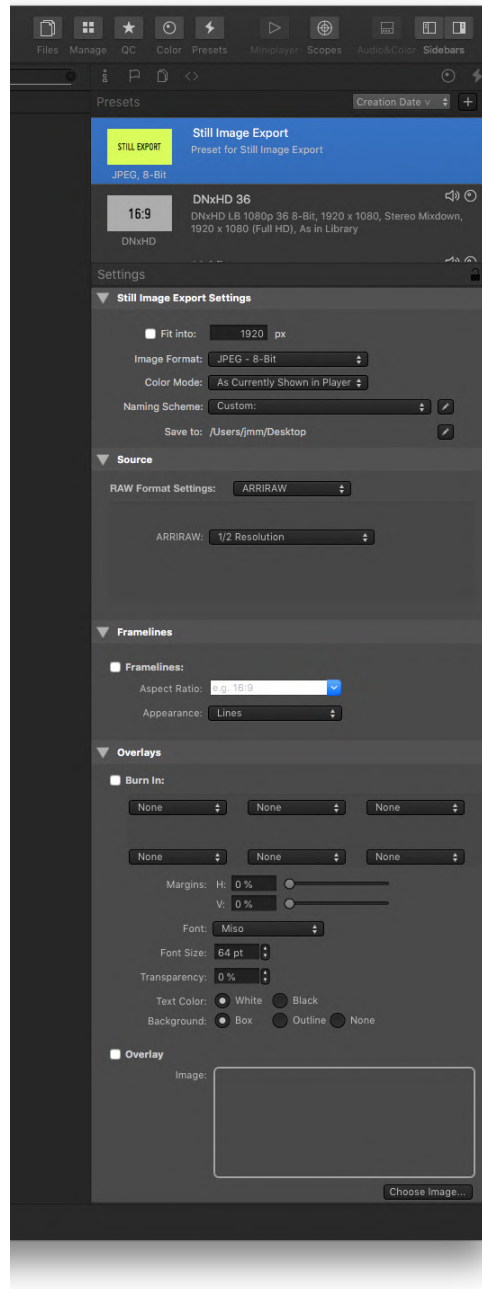 Files Manage QC Color Presets Miniplayer Scopes Audio&Color Sidebars
Presets Creation Date
STILL EXPORT
JPEG, 8-Bit
Still Image Export
Preset for Still Image Export
16:9
DNxHD
DNxHD 36
DNxHD LB 1080p 36 8-Bit, 1920 x 1080, Stereo Mixdown,
1920 x 1080 (Full HD), As in Library
Settings
Still Image Export Settings
Fit into: 1920 px
Image Format: JPEG - 8-Bit
Color Mode: As Currently Shown in Player
Naming Scheme: Custom:
Save to: /Users/jmm/Desktop
Source
RAW Format Settings: ARRIRAW
ARRIRAW: 1/2 Resolution
Framelines
Framelines:
Aspect Ratio: e.g. 16:9
Appearance: Lines
Overlays
Burn In:
None None None
None None None
Margins: H: 0 %
V: 0 %
Font: Miso
Font Size: 64 pt
Transparency: 0 %
Text Color: White Black
Background: Box Outline None
Overlay
Image:
Choose Image...